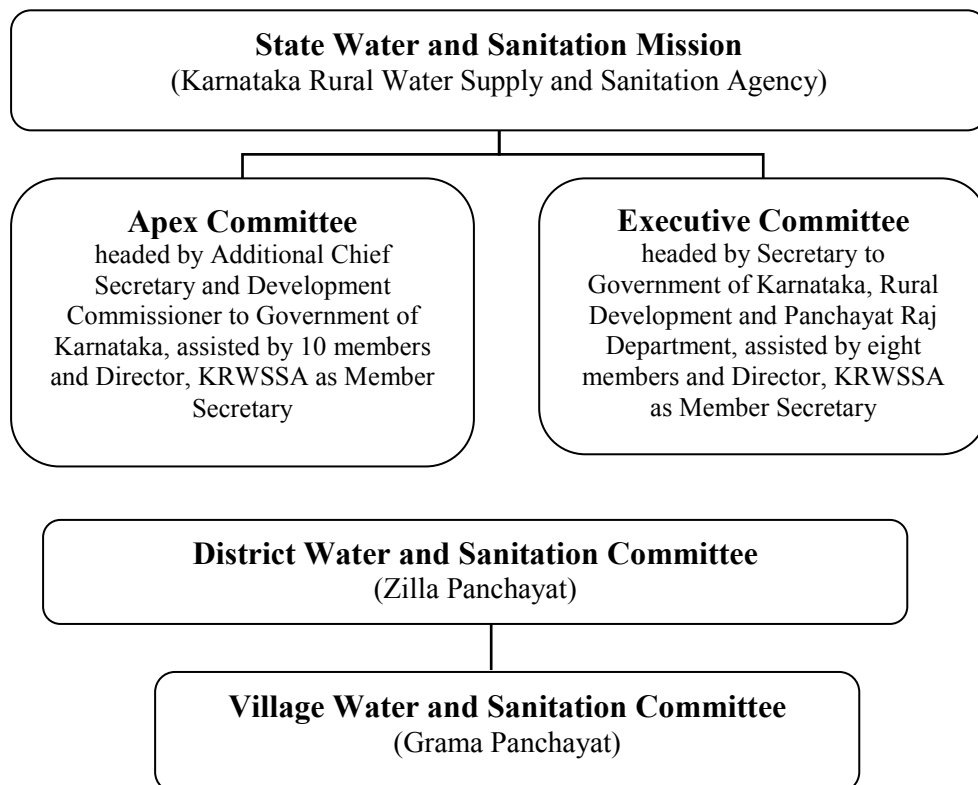 State Water and Sanitation Mission
(Karnataka Rural Water Supply and Sanitation Agency)
Apex Committee
headed by Additional Chief
Secretary and Development
Commissioner to Government of
Karnataka, assisted by 10 members
and Director, KRWSSA as Member
Secretary
Executive Committee
headed by Secretary to
Government of Karnataka, Rural
Development and Panchayat Raj
Department, assisted by eight
members and Director, KRWSSA
as Member Secretary
District Water and Sanitation Committee
(Zilla Panchayat)
Village Water and Sanitation Committee
(Grama Panchayat)